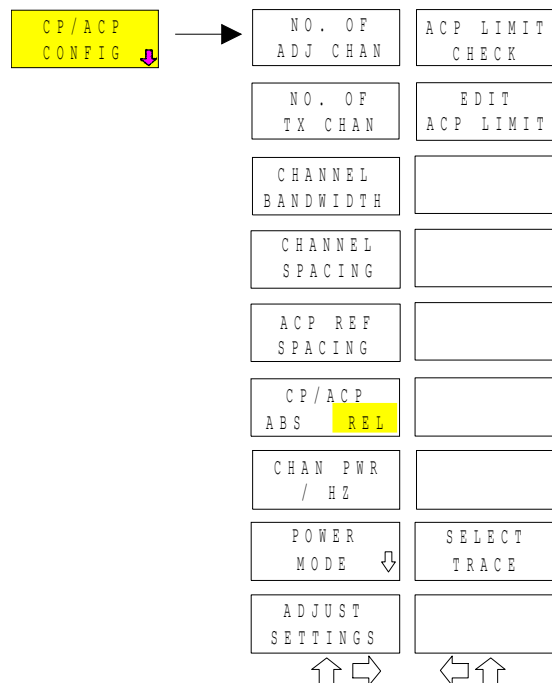 CP/ACP
CONFIG
NO. OF
ADJ CHAN
NO. OF
TX CHAN
CHANNEL
BANDWIDTH
CHANNEL
SPACING
ACP REF
SPACING
CP/ACP
ABS REL
CHAN PWR
/ HZ
POWER
MODE
ADJUST
SETTINGS
ACP LIMIT
CHECK
EDIT
ACP LIMIT
SELECT
TRACE